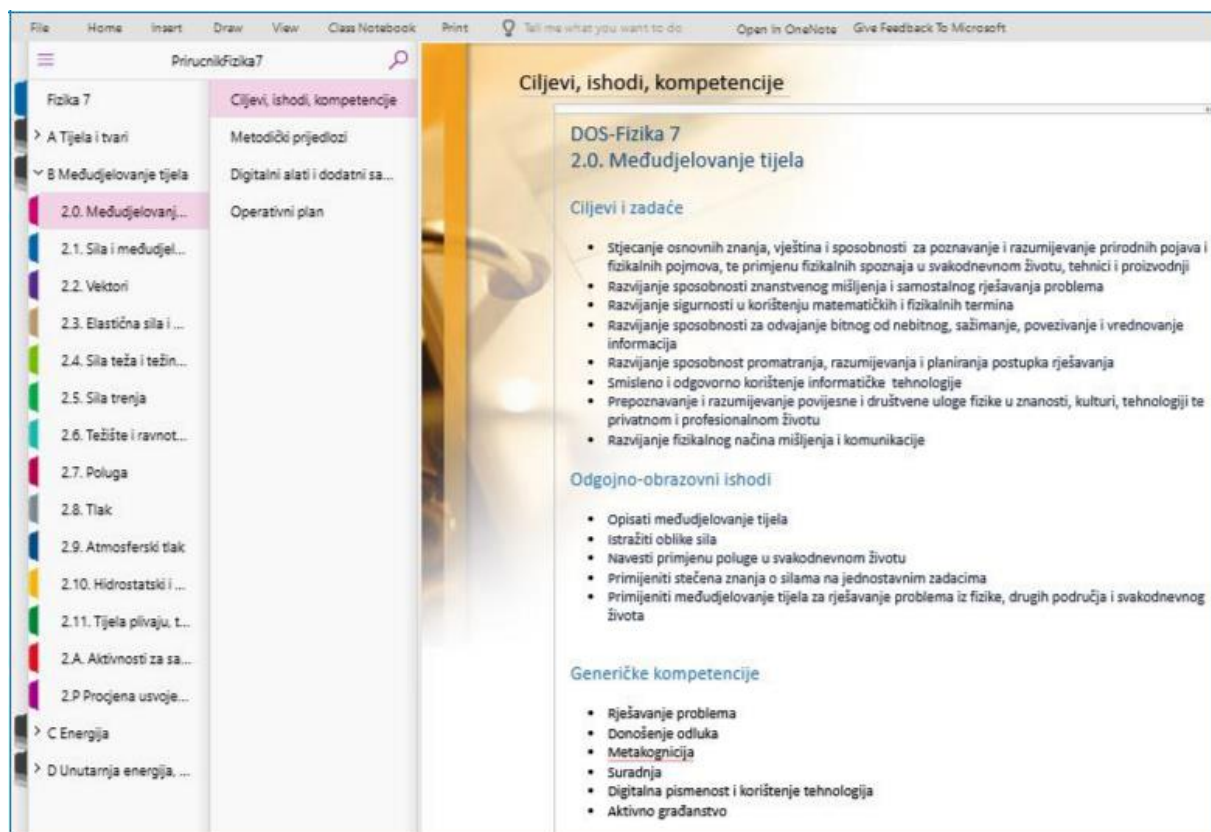 File Home Insert Draw View Class Notebook Print Tell me what you want to do Open In OneNote Give Feedback To Microsoft
PrirucnikFizika7
Fizika 7
A Tijela i tvari
B Međudjelovanje tijela
2.0. Međudjelovanj...
2.1. Sila i međudjel...
2.2. Vektori
2.3. Elastična sila i ...
2.4. Sila teža i težin...
2.5. Sila trenja
2.6. Težište i ravnot...
2.7. Poluga
2.8. Tlak
2.9. Atmosferski tlak
2.10. Hidrostatski i ...
2.11. Tijela plivaju, t...
2.A. Aktivnosti za sa...
2.P Procjena usvoje...
C Energija
D Unutarnja energija, ...
Ciljevi, ishodi, kompetencije
Metodički prijedlozi
Digitalni alati i dodatni sa...
Operativni plan
Ciljevi, ishodi, kompetencije
DOS-Fizika 7
2.0. Međudjelovanje tijela
Ciljevi i zadaće
• Stjecanje osnovnih znanja, vještina i sposobnosti za poznavanje i razumijevanje prirodnih pojava i
fizikalnih pojmova, te primjenu fizikalnih spoznaja u svakodnevnom životu, tehnici i proizvodnji
• Razvijanje sposobnosti znanstvenog mišljenja i samostalnog rješavanja problema
• Razvijanje sigurnosti u korištenju matematičkih i fizikalnih termina
• Razvijanje sposobnosti za odvajanje bitnog od nebitnog, sažimanje, povezivanje i vrednovanje
informacija
• Razvijanje sposobnost promatranja, razumijevanja i planiranja postupka rješavanja
• Smisleno i odgovorno korištenje informatičke tehnologije
• Prepoznavanje i razumijevanje povijesne i društvene uloge fizike u znanosti, kulturi, tehnologiji te
privatnom i profesionalnom životu
• Razvijanje fizikalnog načina mišljenja i komunikacije
Odgojno-obrazovni ishodi
• Opisati međudjelovanje tijela
• Istražiti oblike sila
• Navesti primjenu poluge u svakodnevnom životu
• Primijeniti stečena znanja o silama na jednostavnim zadacima
• Primijeniti međudjelovanje tijela za rješavanje problema iz fizike, drugih područja i svakodnevnog
života
Generičke kompetencije
• Rješavanje problema
• Donošenje odluka
• Metakognicija
• Suradnja
• Digitalna pismenost i korištenje tehnologija
• Aktivno građanstvo